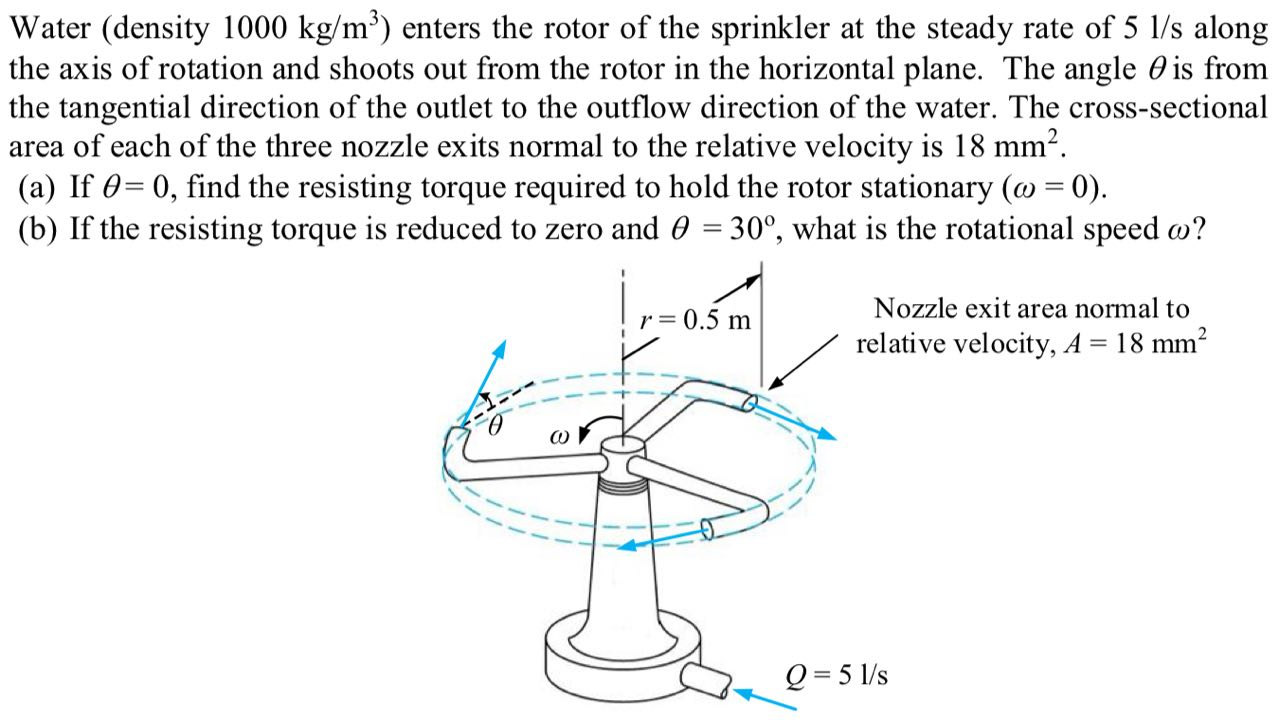 Water (density 1000 kg/m³) enters the rotor of the sprinkler at the steady rate of 5 l/s along
the axis of rotation and shoots out from the rotor in the horizontal plane. The angle θ is from
the tangential direction of the outlet to the outflow direction of the water. The cross-sectional
area of each of the three nozzle exits normal to the relative velocity is 18 mm².
(a) If θ = 0, find the resisting torque required to hold the rotor stationary (ω = 0).
(b) If the resisting torque is reduced to zero and θ = 30º, what is the rotational speed ω?
r = 0.5 m
Nozzle exit area normal to
relative velocity, A = 18 mm²
θ
ω
Q = 5 l/s